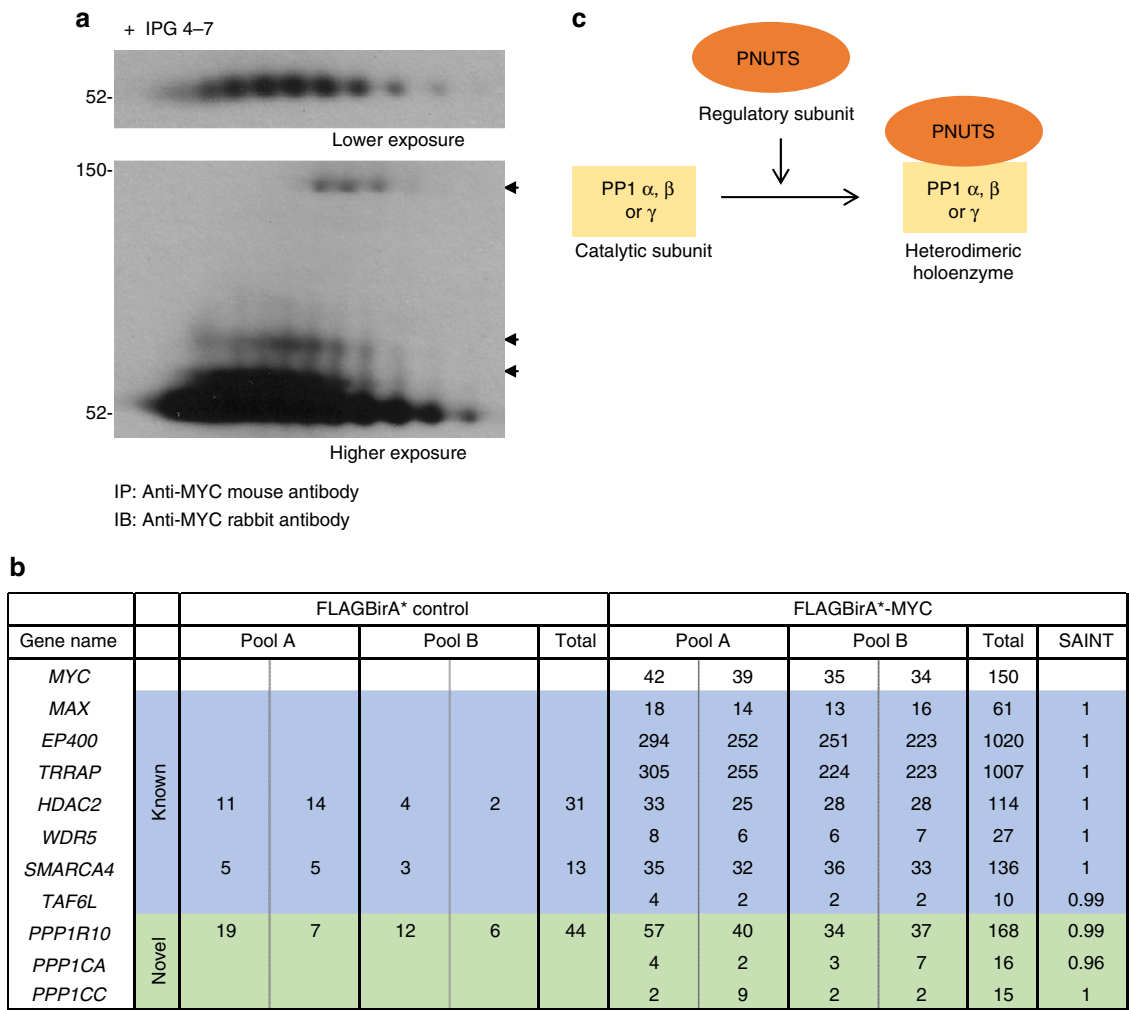 a
+ IPG 4–7
52-
Lower exposure
150-
52-
Higher exposure
IP: Anti-MYC mouse antibody
IB: Anti-MYC rabbit antibody
c
PNUTS
Regulatory subunit
PP1 α, β
or γ
Catalytic subunit
PNUTS
PP1 α, β
or γ
Heterodimeric
holoenzyme
b
FLAGBirA* control FLAGBirA*-MYC
Gene name Pool A Pool B Total Pool A Pool B Total SAINT
MYC 42 39 35 34 150
Known
MAX 18 14 13 16 61 1
EP400 294 252 251 223 1020 1
TRRAP 305 255 224 223 1007 1
HDAC2 11 14 4 2 31 33 25 28 28 114 1
WDR5 8 6 6 7 27 1
SMARCA4 5 5 3 13 35 32 36 33 136 1
TAF6L 4 2 2 2 10 0.99
Novel
PPP1R10 19 7 12 6 44 57 40 34 37 168 0.99
PPP1CA 4 2 3 7 16 0.96
PPP1CC 2 9 2 2 15 1